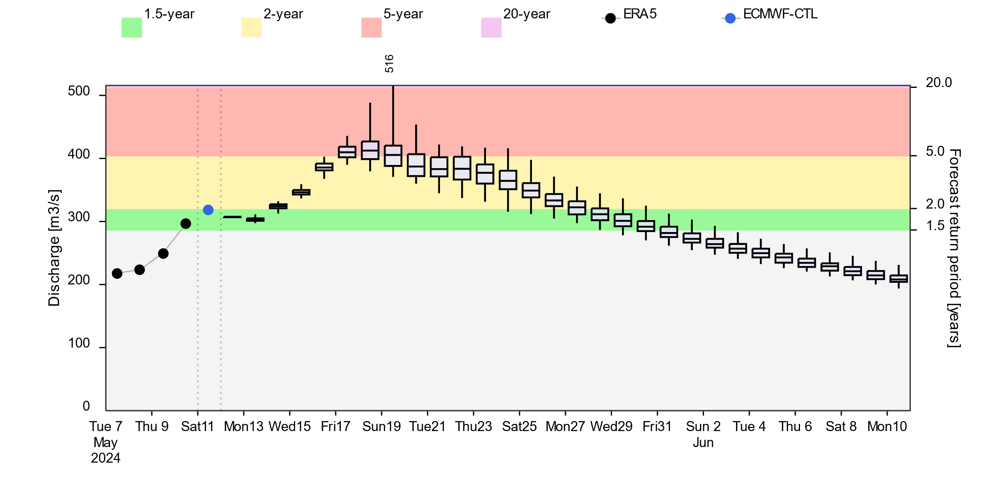 1.5-year 2-year 5-year 20-year ERA5 ECMWF-CTL
516
Discharge [m3/s]
500
400
300
200
100
0
20.0
5.0
2.0
1.5
Forecast return period [years]
Tue 7 Thu 9 Sat11 Mon13 Wed15 Fri17 Sun19 Tue21 Thu23 Sat25 Mon27 Wed29 Fri31 Sun 2 Tue 4 Thu 6 Sat 8 Mon10
May Jun
2024